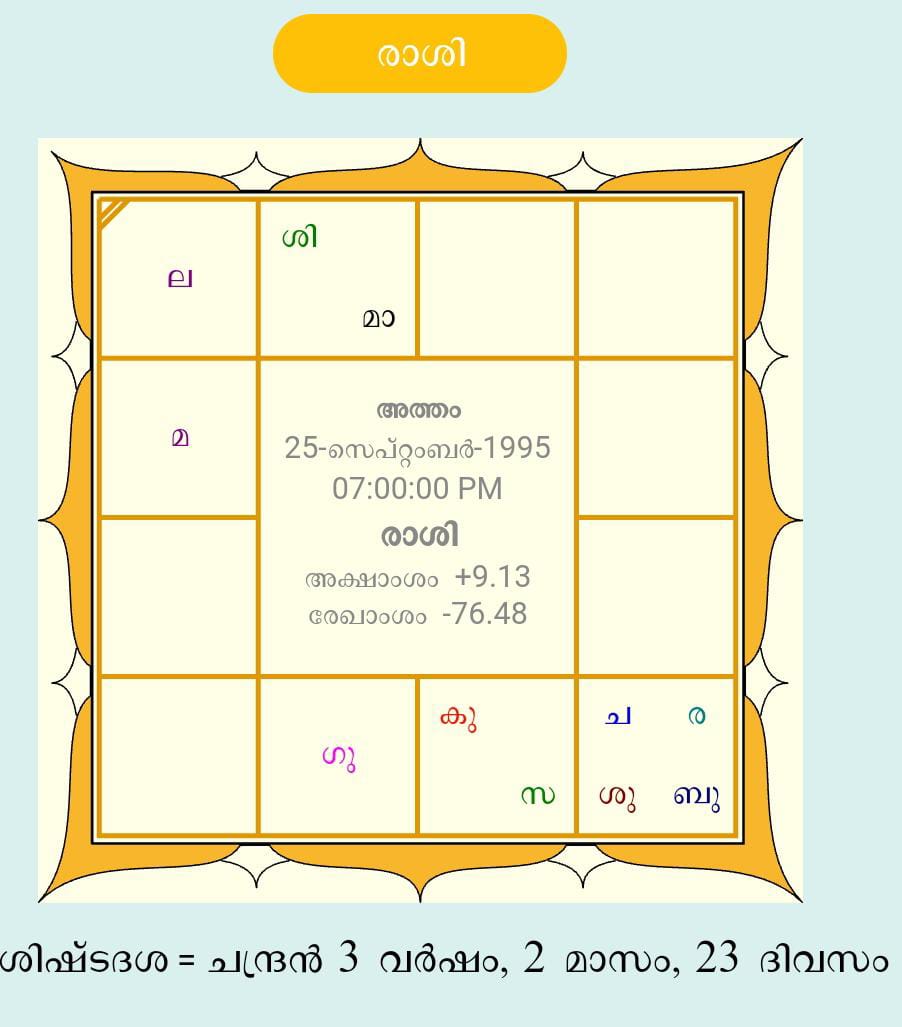 രാശി
ല
ശി
മാ
മ
അത്തം
25-സെപ്റ്റംബർ-1995
07:00:00 PM
രാശി
അക്ഷാംശം +9.13
രേഖാംശം -76.48
ഗു
കു
സ
ച ര
ശു ബു
ശിഷ്ടദശ = ചന്ദ്രൻ 3 വർഷം, 2 മാസം, 23 ദിവസം